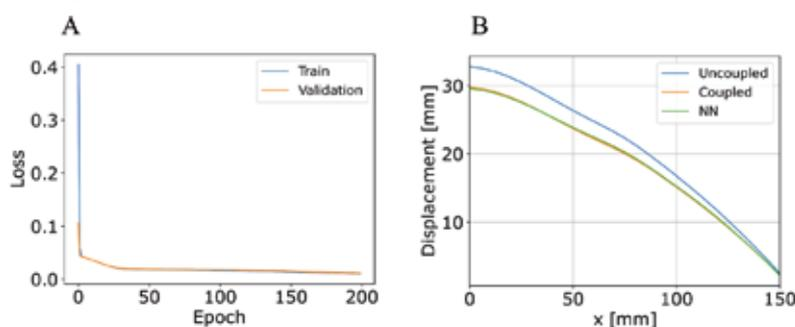 A
Loss
0.4
0.3
0.2
0.1
0.0
0 50 100 150 200
Epoch
Train
Validation
B
Displacement [mm]
30
20
10
0 50 100 150
x [mm]
Uncoupled
Coupled
NN